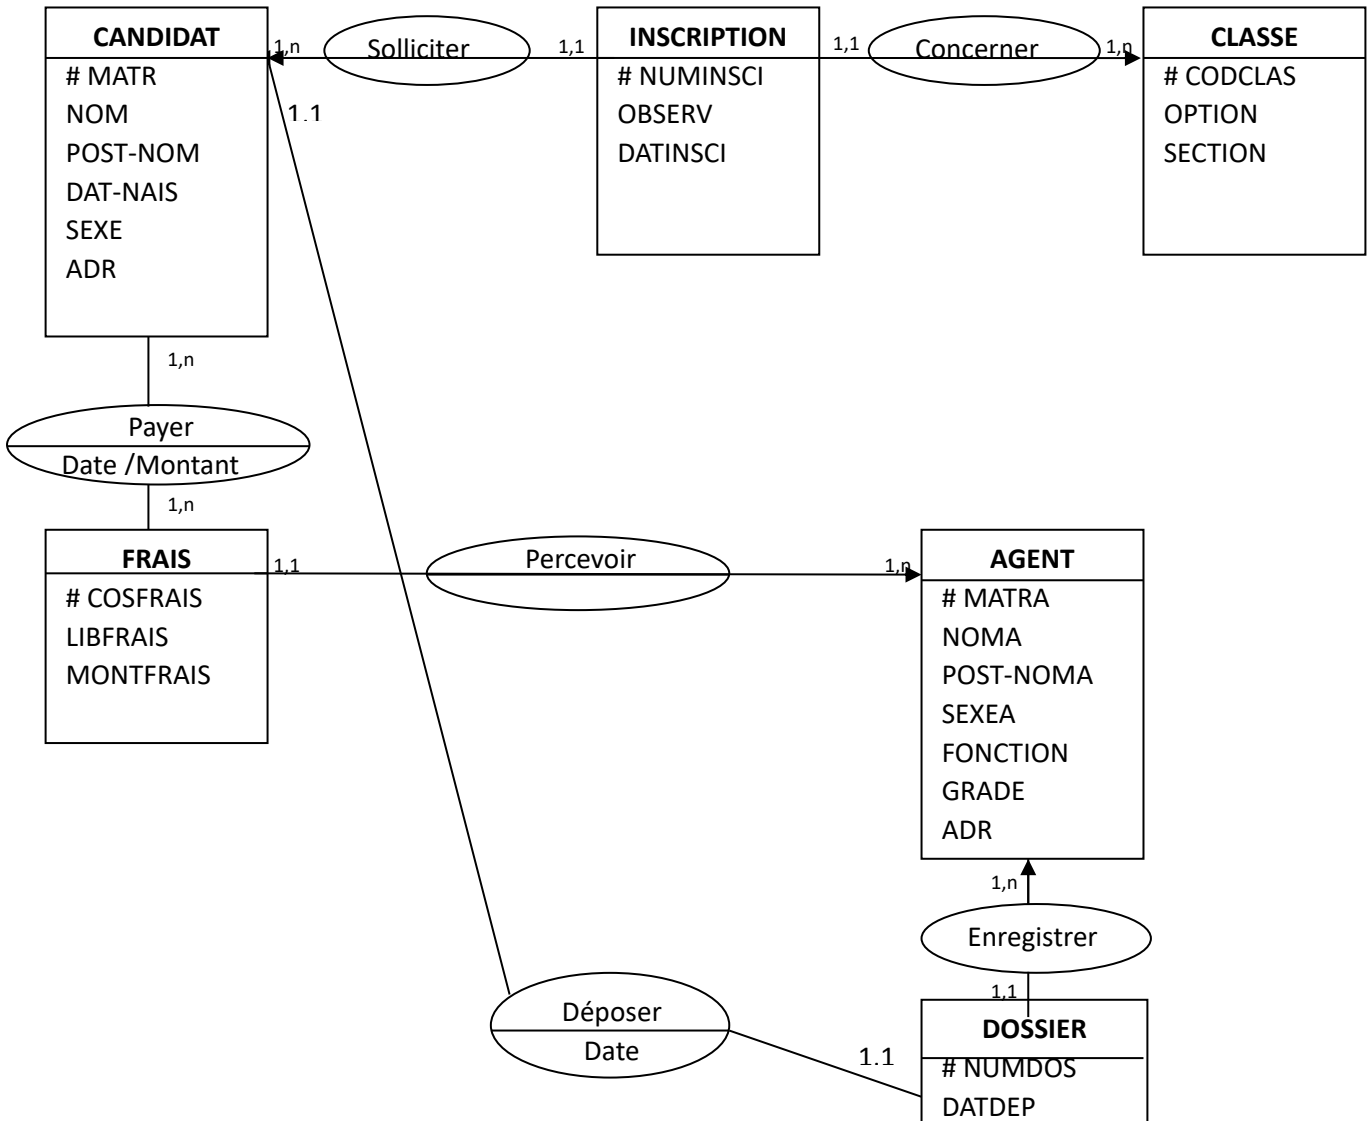 CANDIDAT
# MATR
NOM
POST-NOM
DAT-NAIS
SEXE
ADR
1,n
Solliciter
1,1
INSCRIPTION
# NUMINSCI
OBSERV
DATINSCI
1,1
Concerner
1,n
CLASSE
# CODCLAS
OPTION
SECTION
1.1
1,n
Payer
Date /Montant
1,n
FRAIS
# COSFRAIS
LIBFRAIS
MONTFRAIS
1,1
Percevoir
1,n
AGENT
# MATRA
NOMA
POST-NOMA
SEXEA
FONCTION
GRADE
ADR
1,n
Enregistrer
1,1
Déposer
Date
1.1
DOSSIER
# NUMDOS
DATDEP